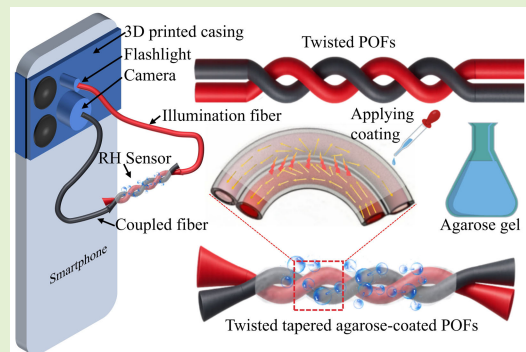 3D printed casing
Flashlight
Camera
Illumination fiber
RH Sensor
Coupled fiber
Smartphone
Twisted POFs
Applying
coating
Agarose gel
Twisted tapered agarose-coated POFs